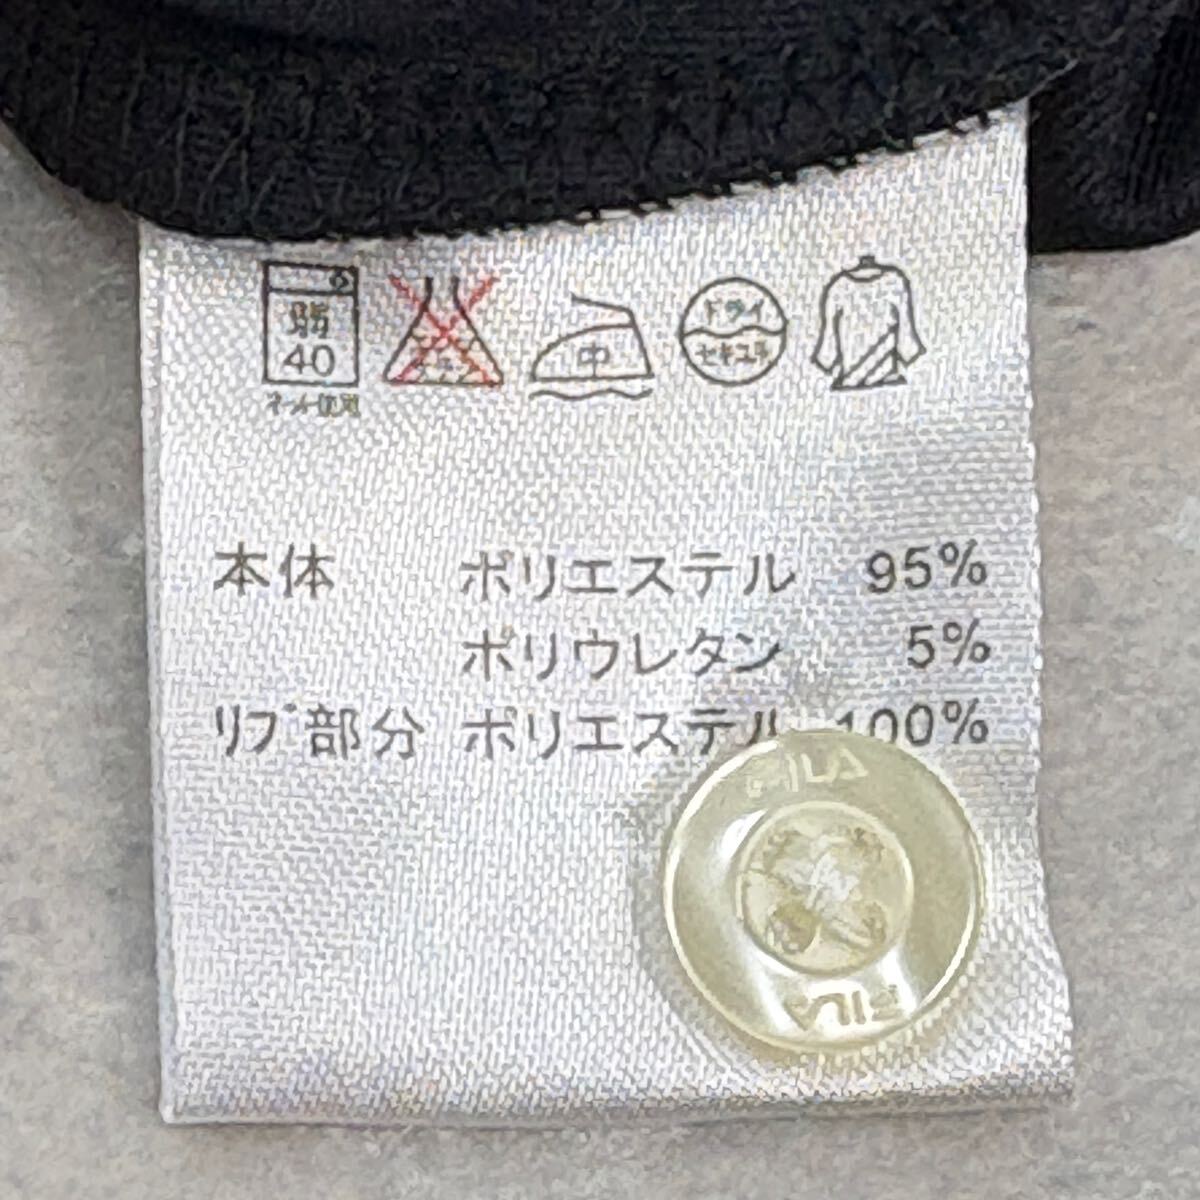 弱
40
ネット使用
中
ドライ
セキユ系
本体 ポリエステル 95%
ポリウレタン 5%
リブ部分 ポリエステル 100%
FILA
FILA